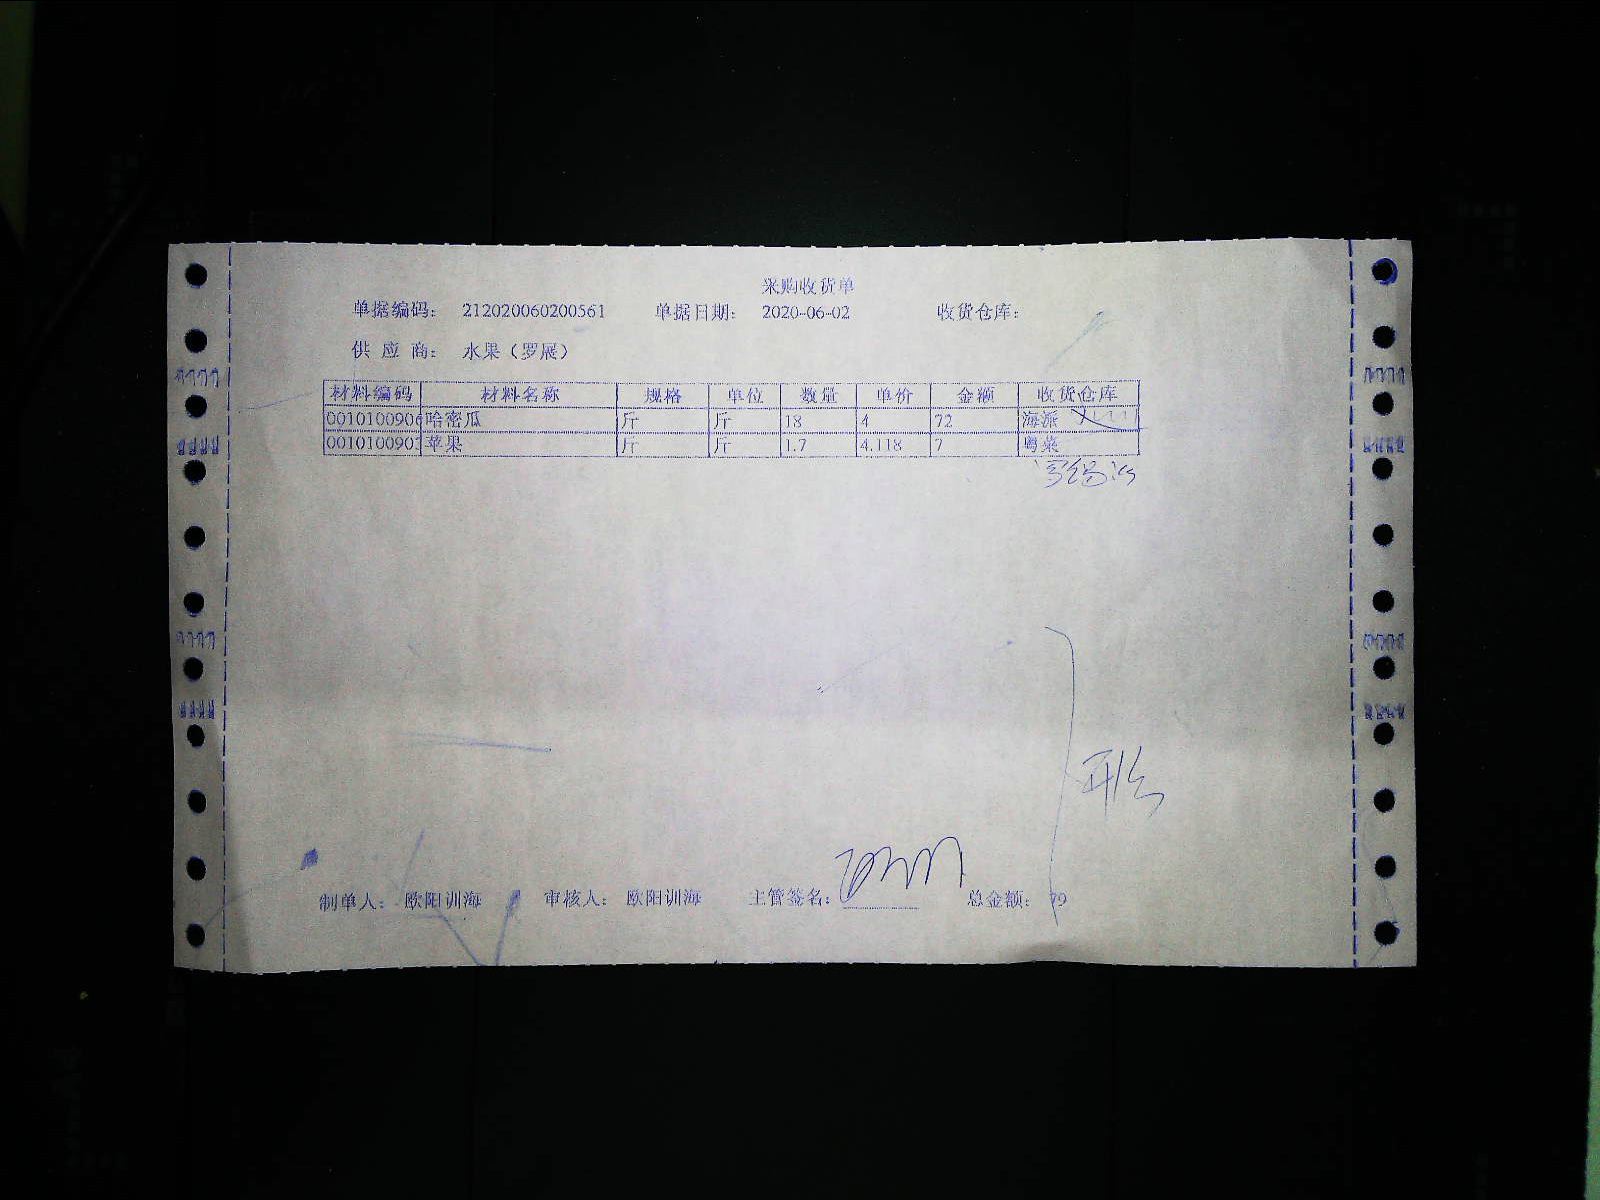 采购收货单
单据编码: 212020060200561 单据日期: 2020-06-02 收货仓库:
供应商: 水果(罗展)
材料编码 材料名称 规格 单位 数量 单价 金额 收货仓库
0010100906 哈密瓜 斤 斤 18 4 72 海派
001010090 苹果 斤 斤 1.7 4.118 7 粤菜
制单人: 欧阳训海 审核人: 欧阳训海 主管签名: 总金额: 79